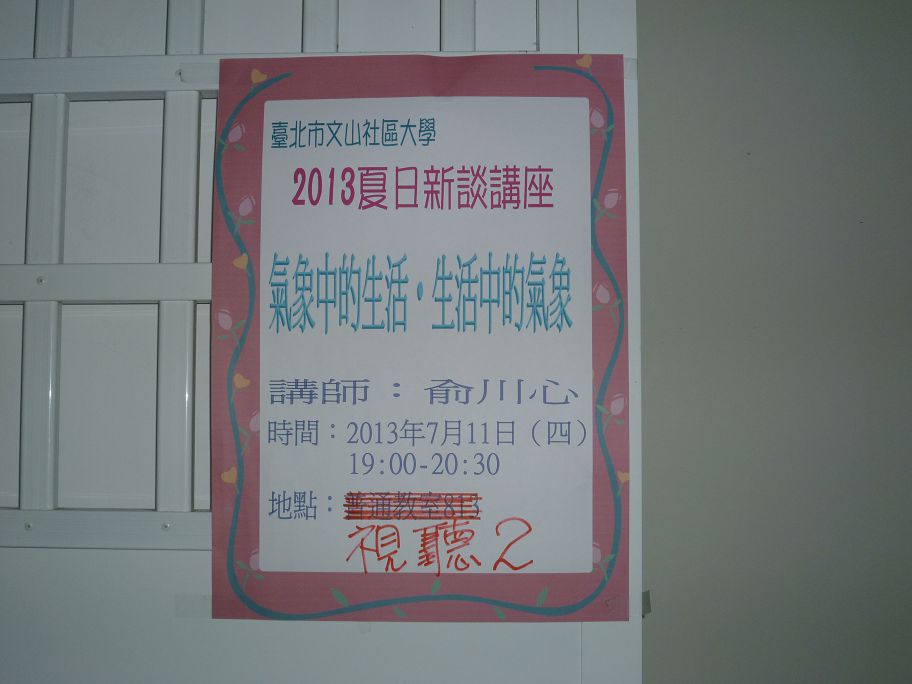 臺北市文山社區大學
2013夏日新談講座
氣象中的生活・生活中的氣象
講師：俞川心
時間：2013年7月11日（四）
19:00-20:30
地點：普通教室813
視聽2